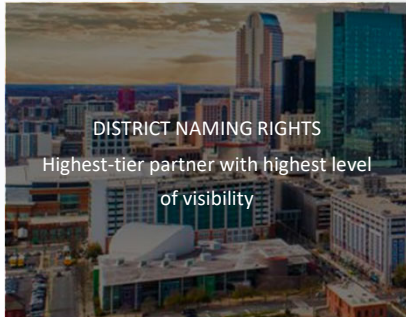 DISTRICT NAMING RIGHTS
Highest-tier partner with highest level
of visibility